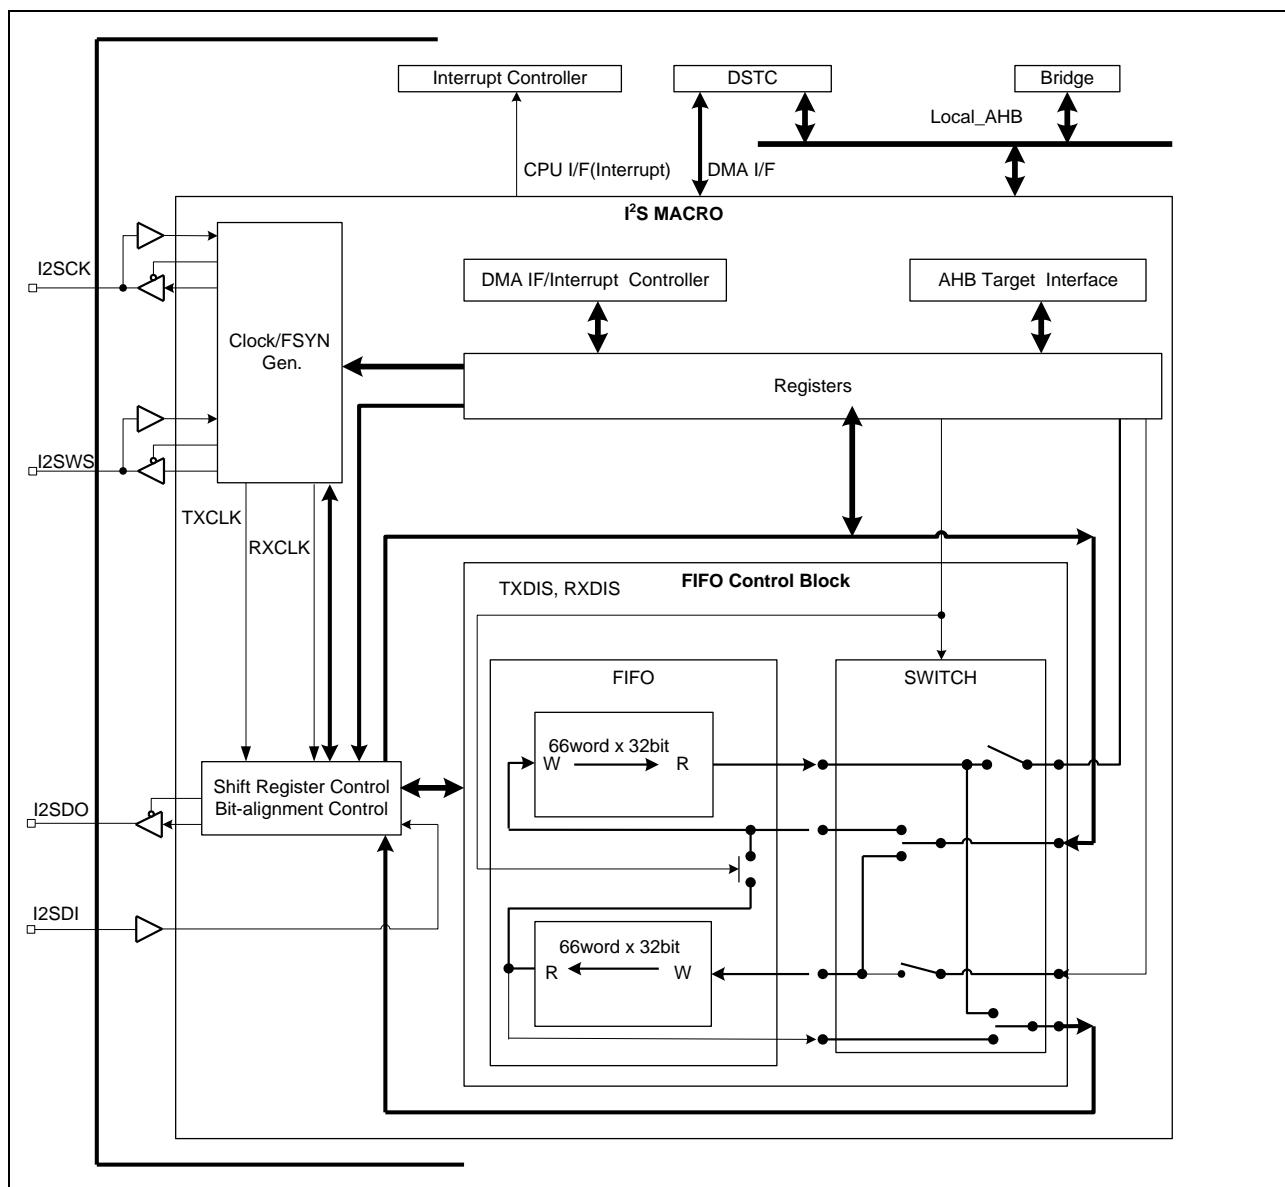 Interrupt Controller
DSTC
Bridge
Local_AHB
CPU I/F(Interrupt)
DMA I/F
I²S MACRO
I2SCK
DMA IF/Interrupt Controller
AHB Target Interface
Clock/FSYN
Gen.
Registers
I2SWS
TXCLK
RXCLK
FIFO Control Block
TXDIS, RXDIS
FIFO
SWITCH
66word x 32bit
W
R
Shift Register Control
Bit-alignment Control
I2SDO
I2SDI
66word x 32bit
R
W